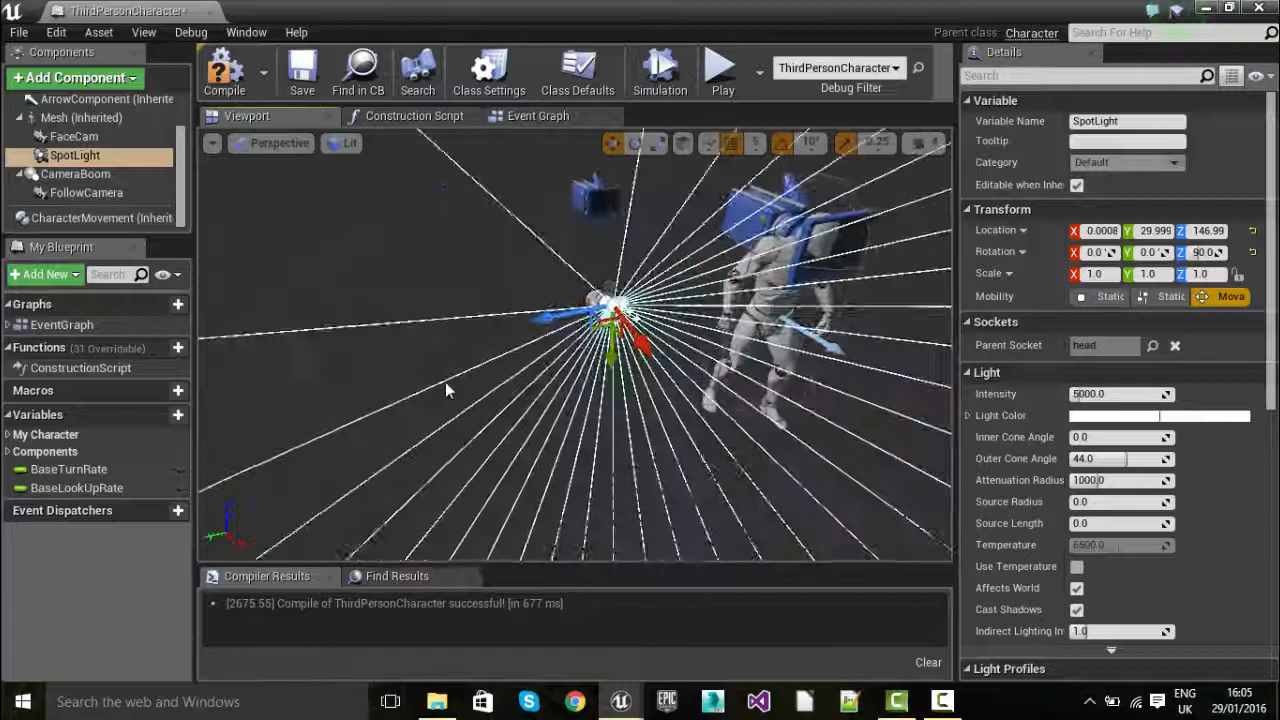 ThirdPersonCharacter*
File Edit Asset View Debug Window Help
Parent class: Character Search For Help
Components
+Add Component
ArrowComponent (Inherite
Mesh (Inherited)
FaceCam
SpotLight
CameraBoom
FollowCamera
CharacterMovement (Inherit
My Blueprint
+Add New Search
Graphs
EventGraph
Functions (31 Overridable)
ConstructionScript
Macros
Variables
My Character
Components
BaseTurnRate
BaseLookUpRate
Event Dispatchers
Compile Save Find in CB Search Class Settings Class Defaults Simulation Play
ThirdPersonCharacter
Debug Filter
Viewport Construction Script Event Graph
Perspective Lit 5 10° 0.25 4
Compiler Results Find Results
[2675.55] Compile of ThirdPersonCharacter successful! [in 677 ms]
Clear
Details
Search
Variable
Variable Name SpotLight
Tooltip
Category Default
Editable when Inhe
Transform
Location X 0.0008 Y 29.999 Z 146.99
Rotation X 0.0 ° Y 0.0 ° Z 90.0
Scale X 1.0 Y 1.0 Z 1.0
Mobility Static Static Mova
Sockets
Parent Socket head
Light
Intensity 5000.0
Light Color
Inner Cone Angle 0.0
Outer Cone Angle 44.0
Attenuation Radius 1000.0
Source Radius 0.0
Source Length 0.0
Temperature 6500.0
Use Temperature
Affects World
Cast Shadows
Indirect Lighting In 1.0
Light Profiles
Search the web and Windows
EPIC
ENG
UK
16:05
29/01/2016